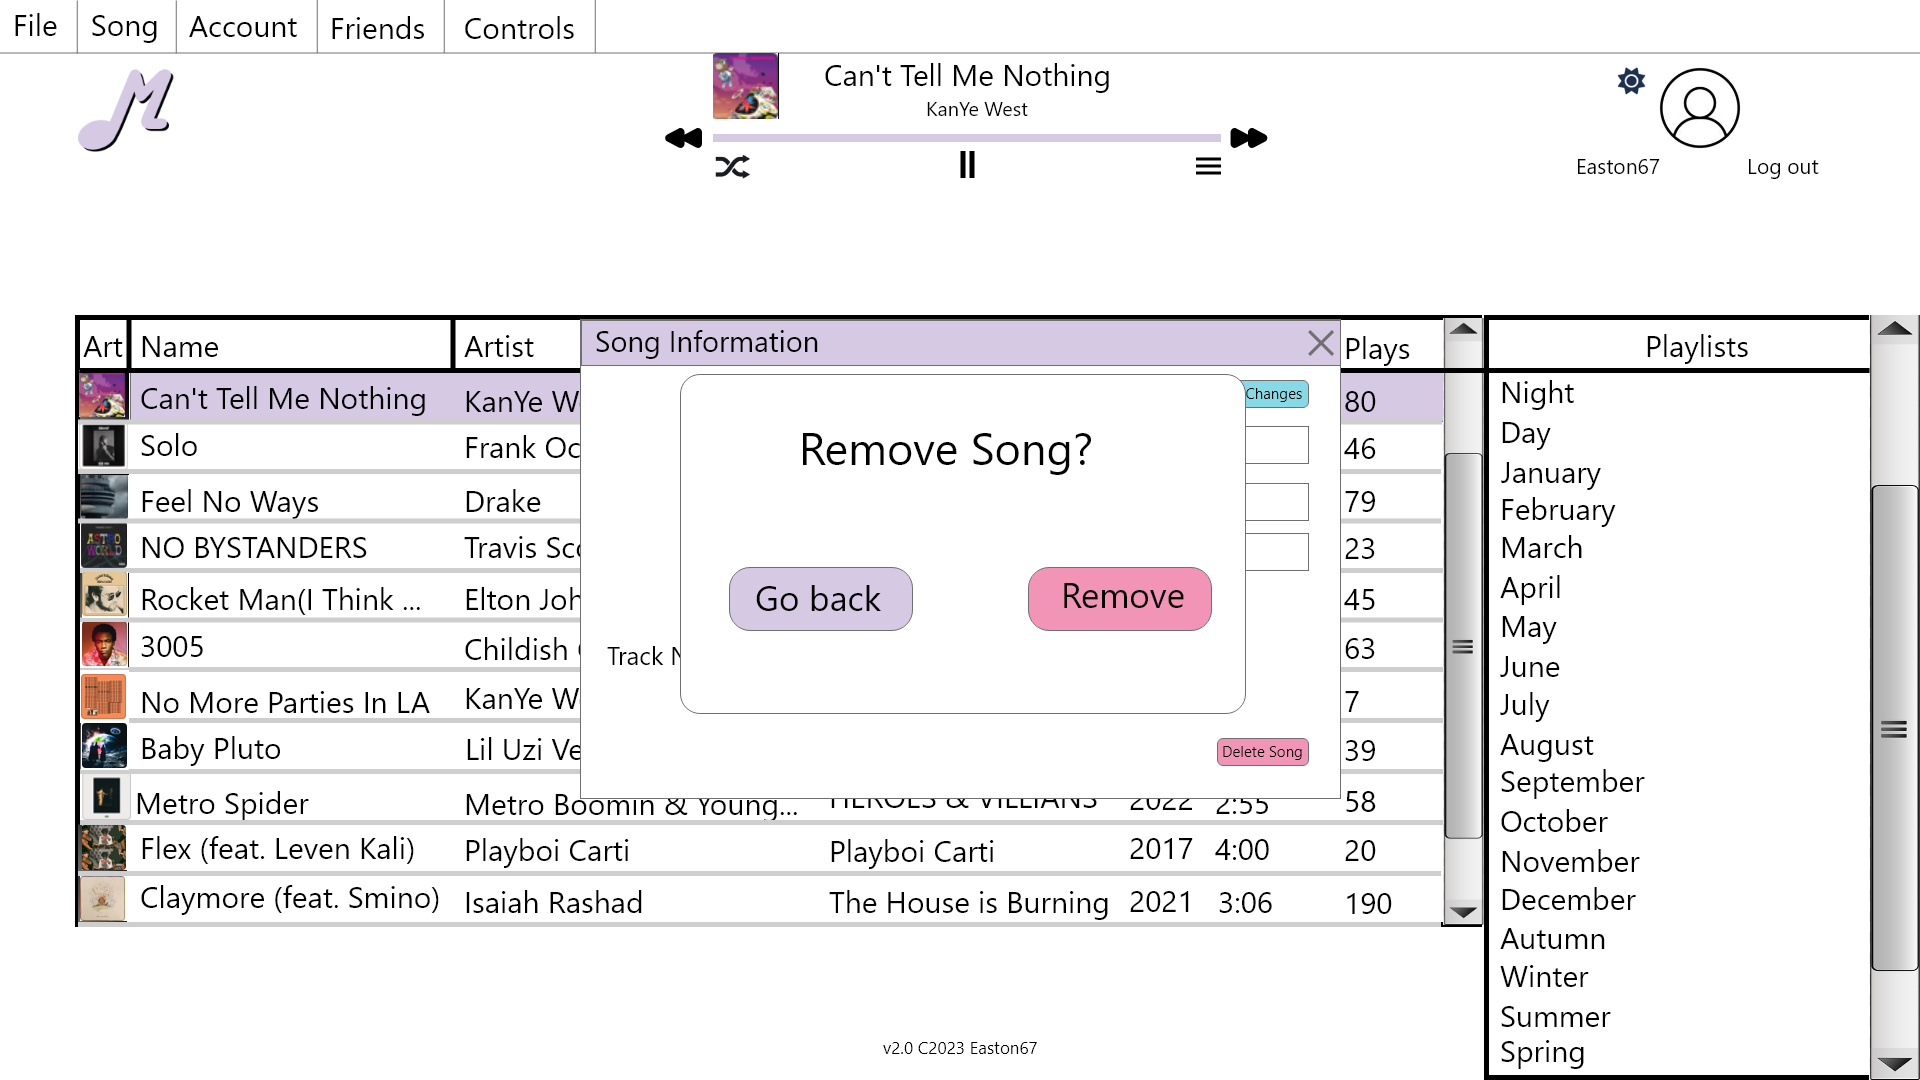 File Song Account Friends Controls
Can't Tell Me Nothing
KanYe West
Easton67 Log out
Art Name Artist Song Information Plays Playlists
Can't Tell Me Nothing KanYe Changes 80
Solo Frank 46
Feel No Ways Drake 79
NO BYSTANDERS Travis 23
Rocket Man(I Think ... Elton 45
3005 Childish 63
No More Parties In LA KanYe 7
Baby Pluto Lil Uzi 39
Metro Spider Metro Boomin & Young... HEROES & VILLIANS 2022 2:55 58
Flex (feat. Leven Kali) Playboi Carti Playboi Carti 2017 4:00 20
Claymore (feat. Smino) Isaiah Rashad The House is Burning 2021 3:06 190
Remove Song?
Go back Remove
Track
Delete Song
Night
Day
January
February
March
April
May
June
July
August
September
October
November
December
Autumn
Winter
Summer
Spring
v2.0 C2023 Easton67